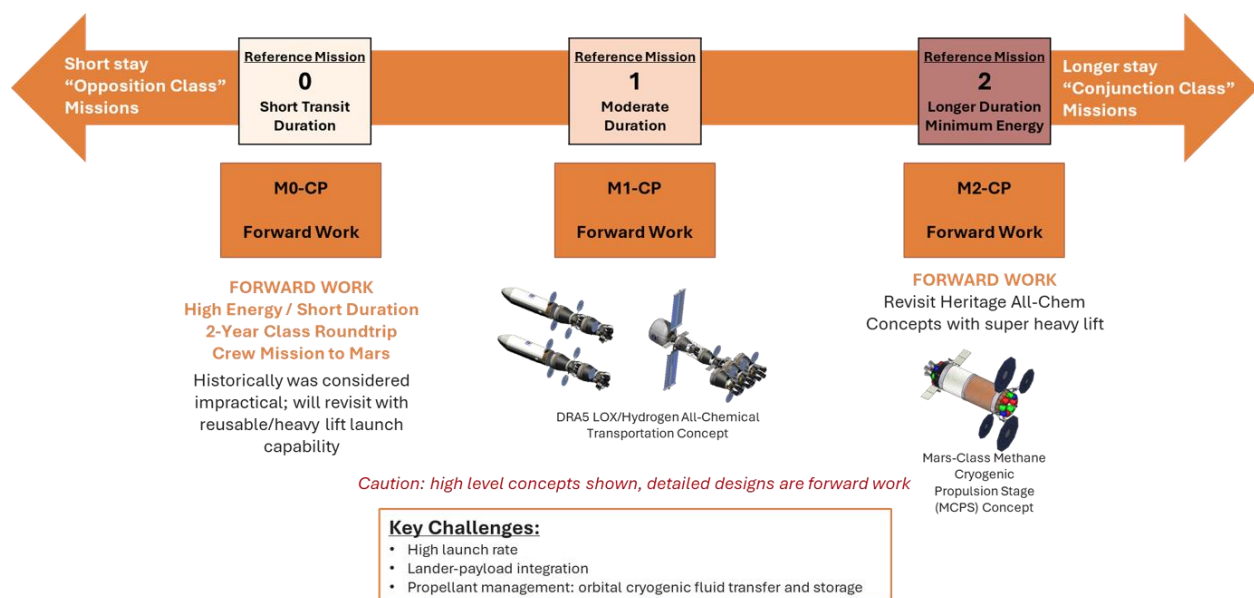 Short stay
“Opposition Class”
Missions
Reference Mission
0
Short Transit
Duration
Reference Mission
1
Moderate
Duration
Reference Mission
2
Longer Duration
Minimum Energy
Longer stay
“Conjunction Class”
Missions
M0-CP
Forward Work
M1-CP
Forward Work
M2-CP
Forward Work
FORWARD WORK
High Energy / Short Duration
2-Year Class Roundtrip
Crew Mission to Mars
Historically was considered
impractical; will revisit with
reusable/heavy lift launch
capability
DRA5 LOX/Hydrogen All-Chemical
Transportation Concept
FORWARD WORK
Revisit Heritage All-Chem
Concepts with super heavy lift
Mars-Class Methane
Cryogenic
Propulsion Stage
(MCPS) Concept
Caution: high level concepts shown, detailed designs are forward work
Key Challenges:
• High launch rate
• Lander-payload integration
• Propellant management: orbital cryogenic fluid transfer and storage